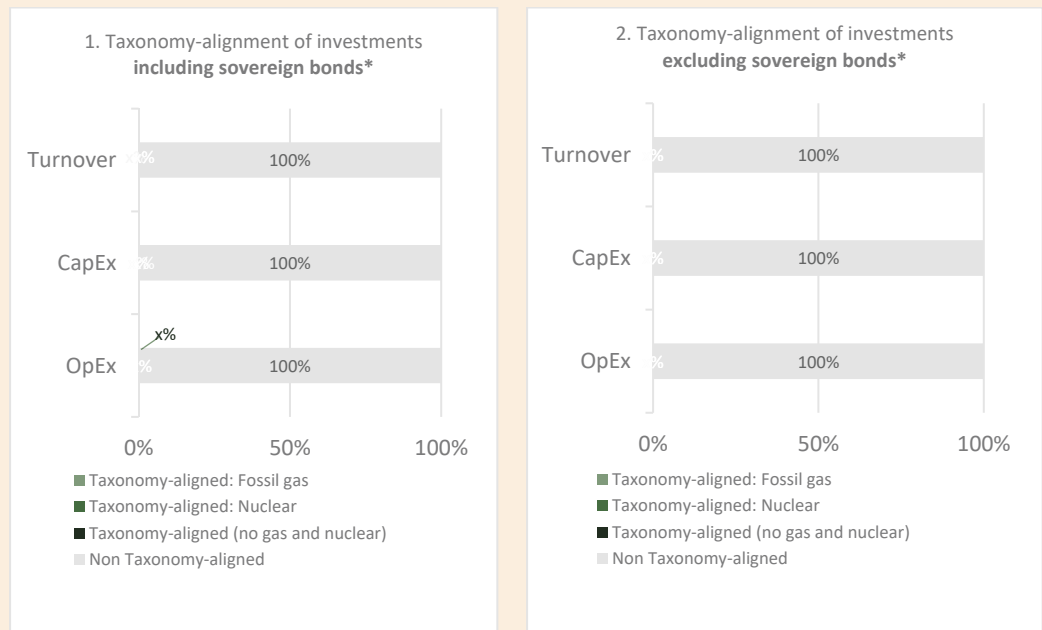 1. Taxonomy-alignment of investments
including sovereign bonds*
Turnover
100%
CapEx
100%
x%
OpEx
100%
0% 50% 100%
Taxonomy-aligned: Fossil gas
Taxonomy-aligned: Nuclear
Taxonomy-aligned (no gas and nuclear)
Non Taxonomy-aligned
2. Taxonomy-alignment of investments
excluding sovereign bonds*
Turnover
100%
CapEx
100%
OpEx
100%
0% 50% 100%
Taxonomy-aligned: Fossil gas
Taxonomy-aligned: Nuclear
Taxonomy-aligned (no gas and nuclear)
Non Taxonomy-aligned